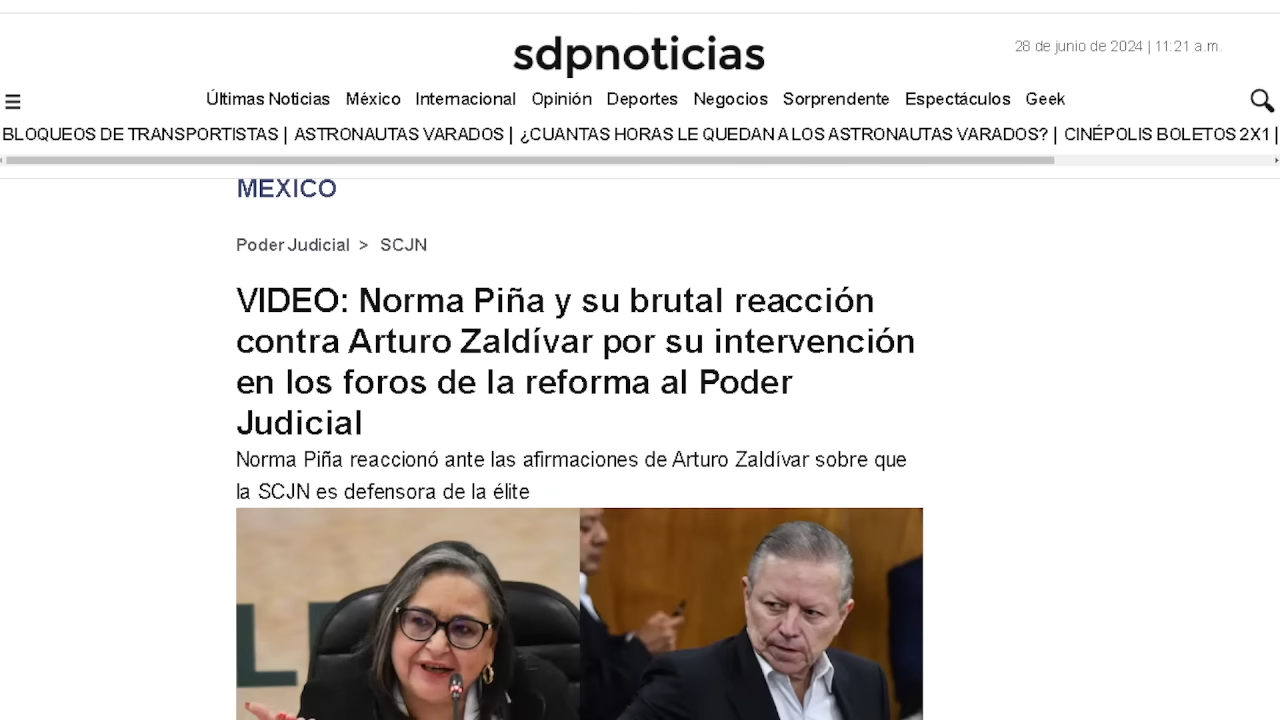 sdpnoticias
28 de junio de 2024 | 11:21 a.m.
Últimas Noticias México Internacional Opinión Deportes Negocios Sorprendente Espectáculos Geek
BLOQUEOS DE TRANSPORTISTAS | ASTRONAUTAS VARADOS | ¿CUANTAS HORAS LE QUEDAN A LOS ASTRONAUTAS VARADOS? | CINÉPOLIS BOLETOS 2X1 |
MÉXICO
Poder Judicial > SCJN
VIDEO: Norma Piña y su brutal reacción
contra Arturo Zaldívar por su intervención
en los foros de la reforma al Poder
Judicial
Norma Piña reaccionó ante las afirmaciones de Arturo Zaldívar sobre que
la SCJN es defensora de la élite